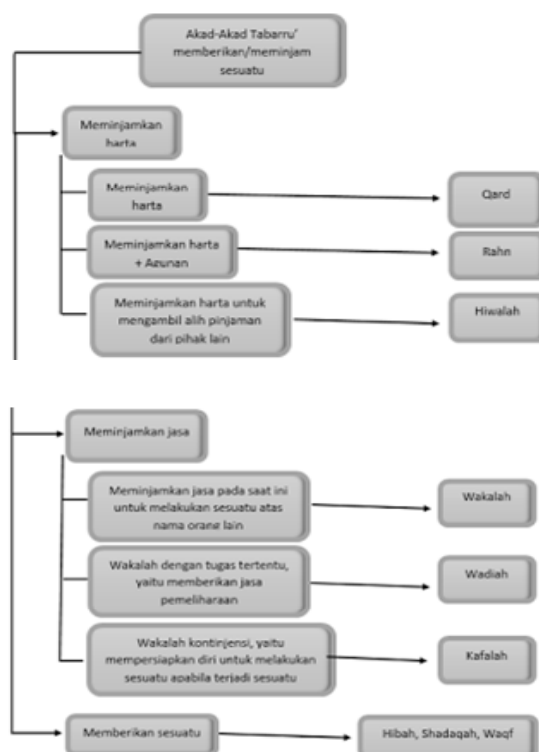 Akad-Akad Tabarru'
memberikan/meminjam
sesuatu
Meminjamkan
harta
Meminjamkan
harta
Qard
Meminjamkan harta
+ Agunan
Rahn
Meminjamkan harta untuk
mengambil alih pinjaman
dari pihak lain
Hiwalah
Meminjamkan jasa
Meminjamkan jasa pada saat ini
untuk melakukan sesuatu atas
nama orang lain
Wakalah
Wakalah dengan tugas tertentu,
yaitu memberikan jasa
pemeliharaan
Wadiah
Wakalah kontinjensi, yaitu
mempersiapkan diri untuk melakukan
sesuatu apabila terjadi sesuatu
Kafalah
Memberikan sesuatu
Hibah, Shadaqah, Waqf